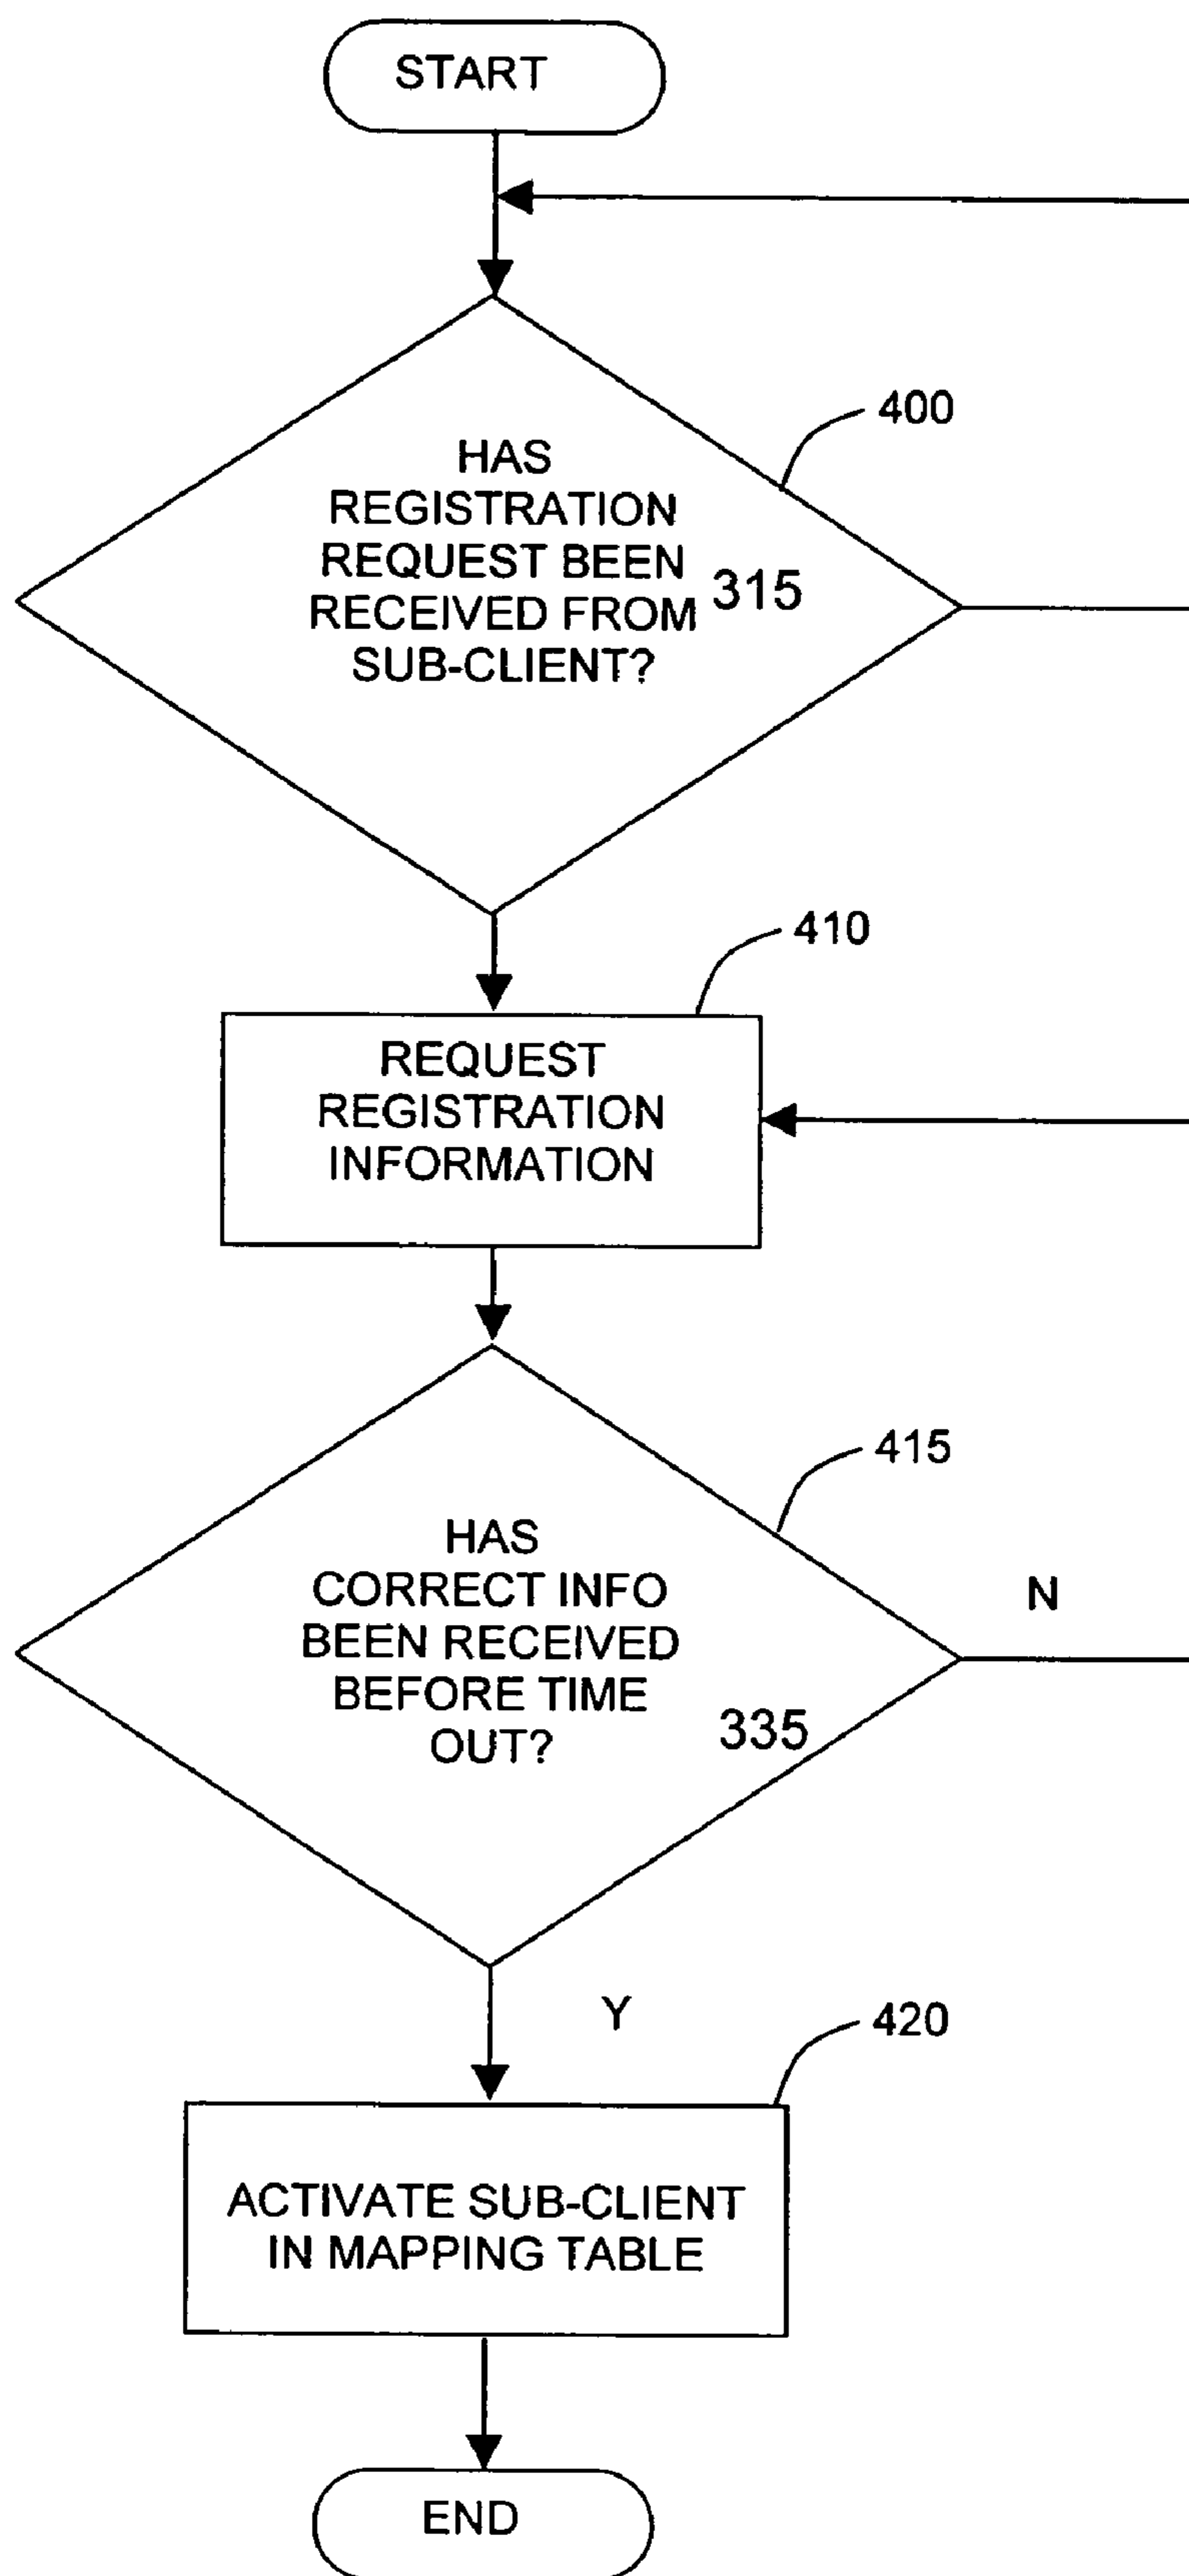 START
400
HAS
REGISTRATION
REQUEST BEEN
RECEIVED FROM 315
SUB-CLIENT?
410
REQUEST
REGISTRATION
INFORMATION
415
HAS
CORRECT INFO
BEEN RECEIVED
BEFORE TIME
OUT? 335
N
Y
420
ACTIVATE SUB-CLIENT
IN MAPPING TABLE
END